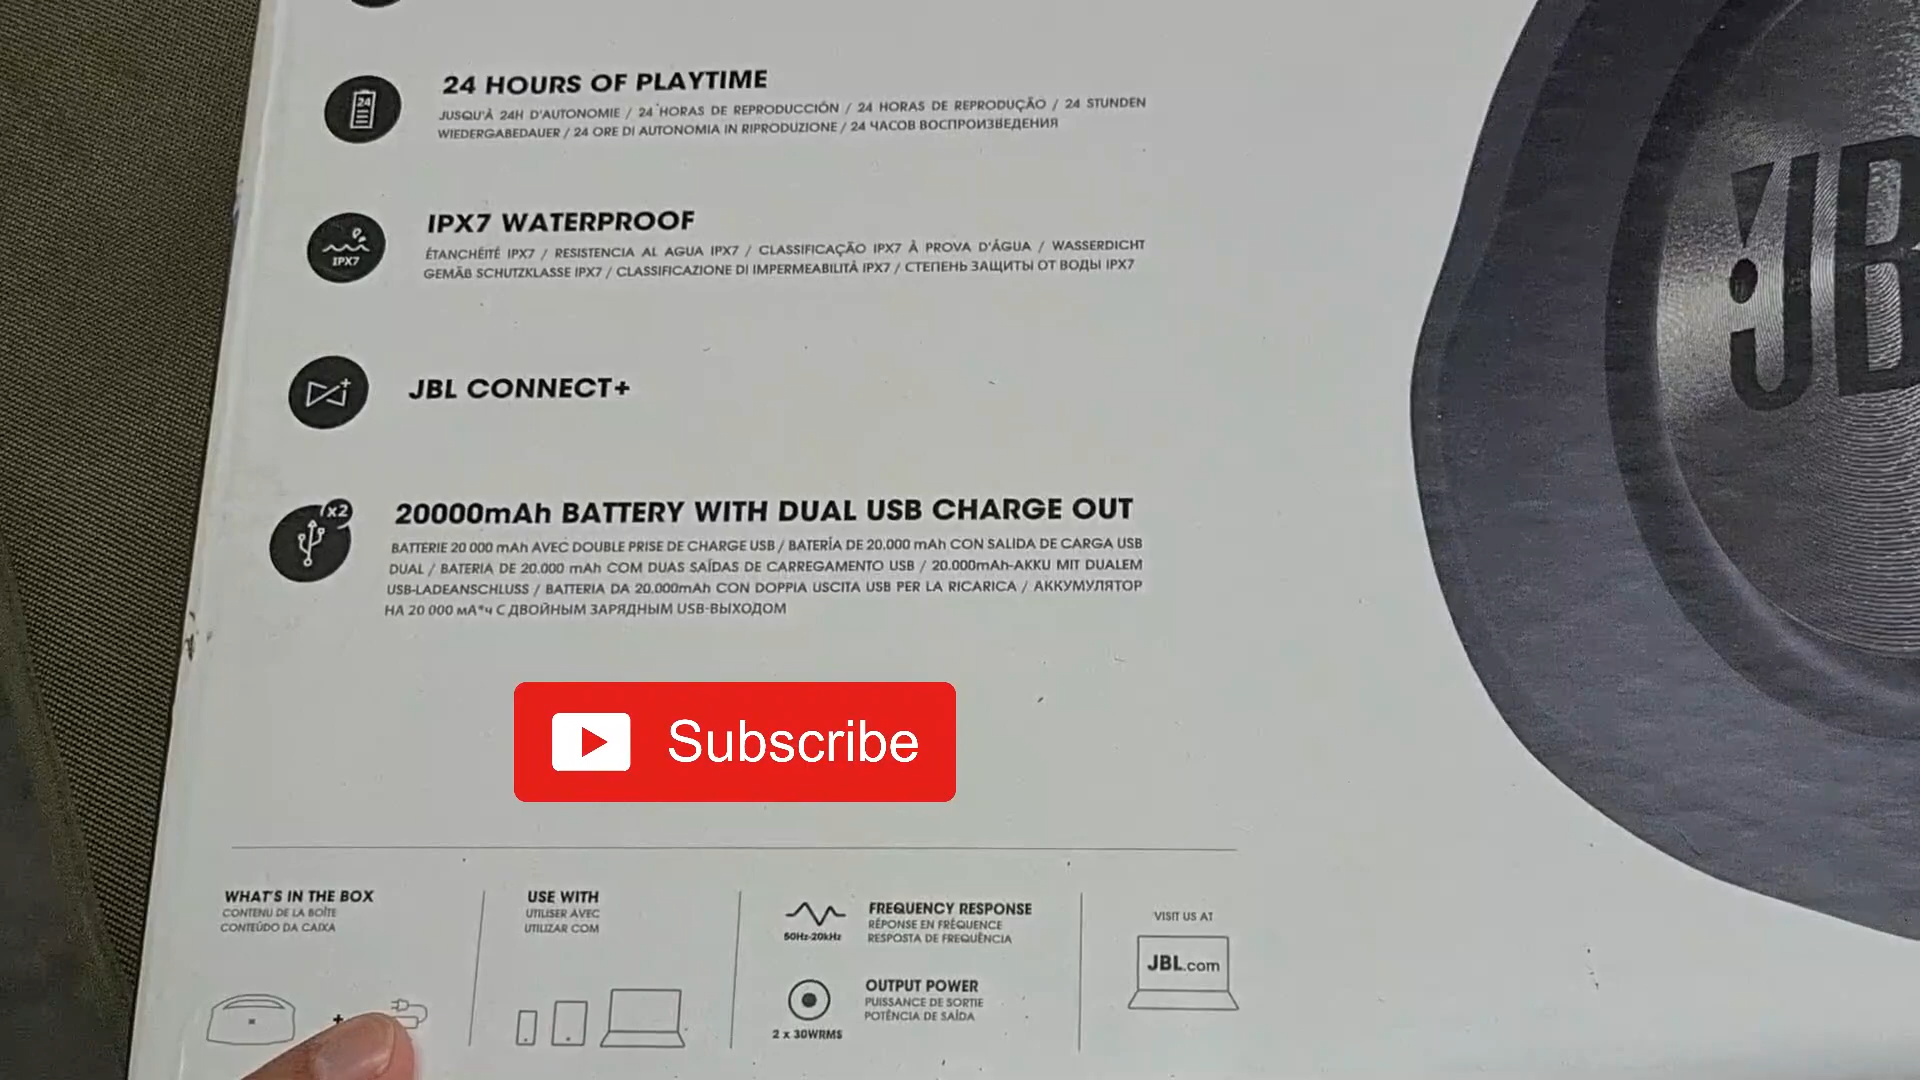 24
24 HOURS OF PLAYTIME
JUSQU'À 24H D'AUTONOMIE / 24 HORAS DE REPRODUCCIÓN / 24 HORAS DE REPRODUÇÃO / 24 STUNDEN
WIEDERGABEDAUER / 24 ORE DI AUTONOMIA IN RIPRODUZIONE / 24 ЧАСОВ ВОСПРОИЗВЕДЕНИЯ
IPX7
IPX7 WATERPROOF
ÉTANCHÉITÉ IPX7 / RESISTENCIA AL AGUA IPX7 / CLASSIFICAÇÃO IPX7 À PROVA D'ÁGUA / WASSERDICHT
GEMÄB SCHUTZKLASSE IPX7 / CLASSIFICAZIONE DI IMPERMEABILITÀ IPX7 / СТЕПЕНЬ ЗАЩИТЫ ОТ ВОДЫ IPX7
JBL CONNECT+
x2
20000mAh BATTERY WITH DUAL USB CHARGE OUT
BATTERIE 20 000 mAh AVEC DOUBLE PRISE DE CHARGE USB / BATERÍA DE 20.000 mAh CON SALIDA DE CARGA USB
DUAL / BATERIA DE 20.000 mAh COM DUAS SAÍDAS DE CARREGAMENTO USB / 20.000mAh-AKKU MIT DUALEM
USB-LADEANSCHLUSS / BATTERIA DA 20.000mAh CON DOPPIA USCITA USB PER LA RICARICA / АККУМУЛЯТОР
НА 20 000 мА*ч С ДВОЙНЫМ ЗАРЯДНЫМ USB-ВЫХОДОМ
Subscribe
WHAT'S IN THE BOX
CONTENU DE LA BOÎTE
CONTEÚDO DA CAIXA
+
USE WITH
UTILISER AVEC
UTILIZAR COM
50Hz-20kHz
FREQUENCY RESPONSE
RÉPONSE EN FRÉQUENCE
RESPOSTA DE FREQUÊNCIA
2 x 30WRMS
OUTPUT POWER
PUISSANCE DE SORTIE
POTÊNCIA DE SAÍDA
VISIT US AT
JBL.com
!JB